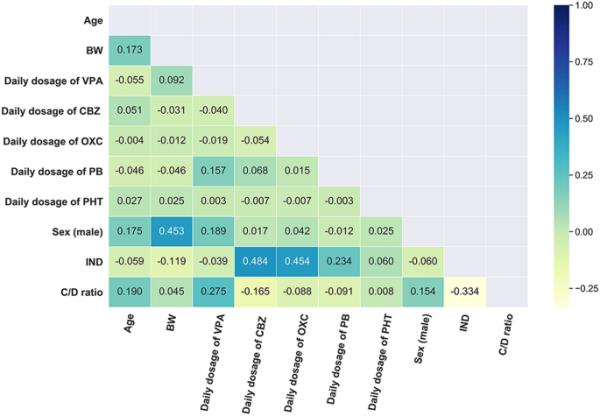 Age
BW 0.173
Daily dosage of VPA -0.055 0.092
Daily dosage of CBZ 0.051 -0.031 -0.040
Daily dosage of OXC -0.004 -0.012 -0.019 -0.054
Daily dosage of PB -0.046 -0.046 0.157 0.068 0.015
Daily dosage of PHT 0.027 0.025 0.003 -0.007 -0.007 -0.003
Sex (male) 0.175 0.453 0.189 0.017 0.042 -0.012 0.025
IND -0.059 -0.119 -0.039 0.484 0.454 0.234 0.060 -0.060
C/D ratio 0.190 0.045 0.275 -0.165 -0.088 -0.091 0.008 0.154 -0.334
Age
BW
Daily dosage of VPA
Daily dosage of CBZ
Daily dosage of OXC
Daily dosage of PB
Daily dosage of PHT
Sex (male)
IND
C/D ratio
1.00
0.75
0.50
0.25
0.00
-0.25